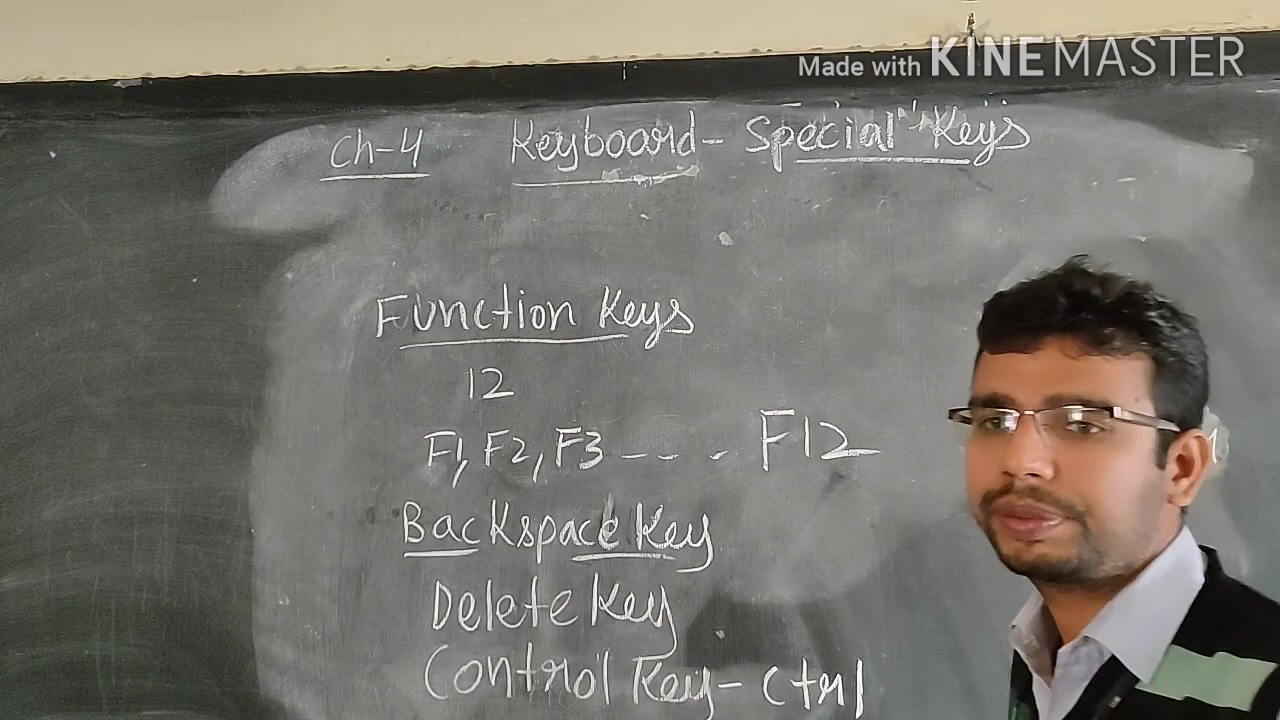 Made with KINEMASTER
Ch-4 Keyboard- Special Keys
Function Keys
12
F1, F2, F3 - - - . F12
Backspace Key
Delete Key
Control Key - Ctrl